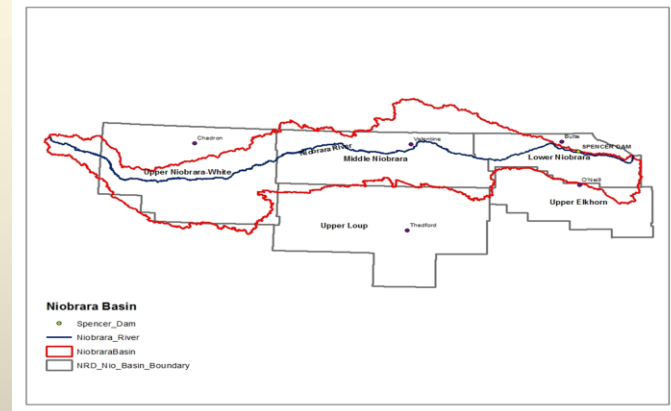 Chadron
Valentine
Butte
SPENCER DAM
Niobrara River
Middle Niobrara
Lower Niobrara
Upper Niobrara-White
O'Neill
Upper Elkhorn
Upper Loup
Thedford
Niobrara Basin
Spencer_Dam
Niobrara_River
NiobraraBasin
NRD_Nio_Basin_Boundary